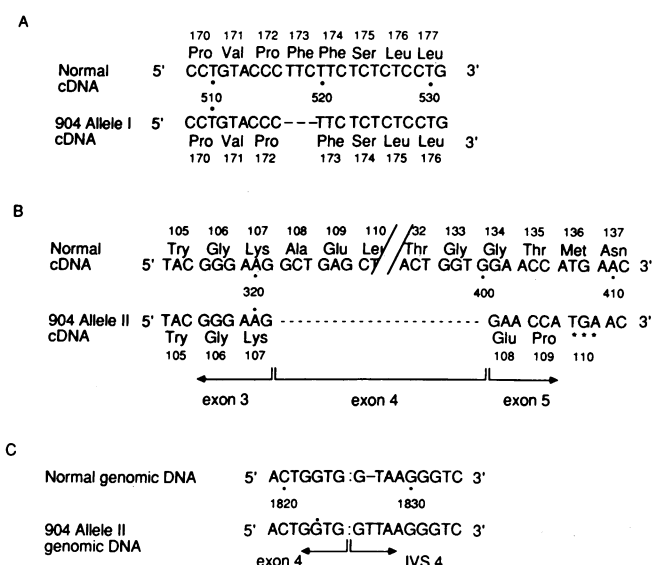 A
170 171 172 173 174 175 176 177
Pro Val Pro Phe Phe Ser Leu Leu
Normal cDNA 5' CCTGTACCC TTCTTCTCTCTCCTG 3'
510 520 530
904 Allele I cDNA 5' CCTGTACCC---TTC TCTCTCCTG 3'
Pro Val Pro Phe Ser Leu Leu
170 171 172 173 174 175 176
B
105 106 107 108 109 110 32 133 134 135 136 137
Try Gly Lys Ala Glu Leu Thr Gly Gly Thr Met Asn
Normal cDNA 5' TAC GGG AAG GCT GAG CT // ACT GGT GGA ACC ATG AAC 3'
320 400 410
904 Allele II cDNA 5' TAC GGG AAG ---------------------------- GAA CCA TGA AC 3'
Try Gly Lys Glu Pro ***
105 106 107 108 109 110
exon 3 exon 4 exon 5
C
Normal genomic DNA 5' ACTGGTG :G-TAAGGGTC 3'
1820 1830
904 Allele II genomic DNA 5' ACTGGTG :GTTAAGGGTC 3'
exon 4 IVS 4